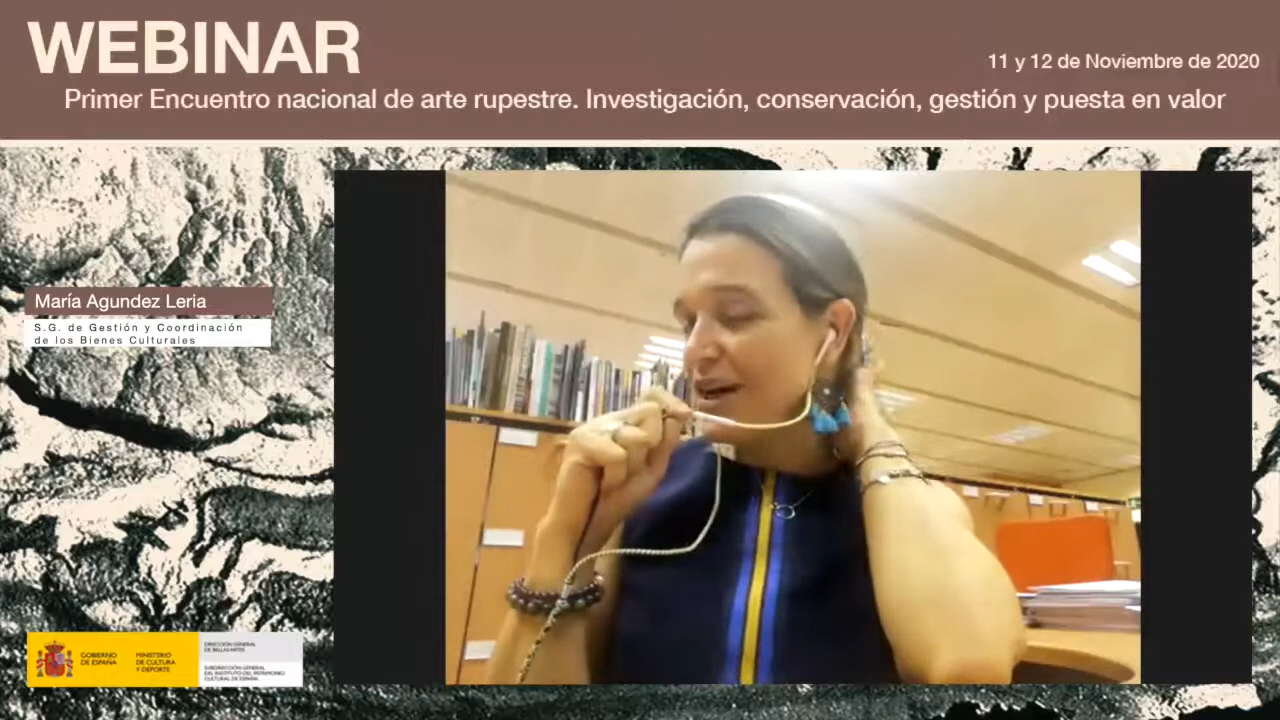 WEBINAR
11 y 12 de Noviembre de 2020
Primer Encuentro nacional de arte rupestre. Investigación, conservación, gestión y puesta en valor
María Agundez Leria
S.G. de Gestión y Coordinación
de los Bienes Culturales
GOBIERNO
DE ESPAÑA
MINISTERIO
DE CULTURA
Y DEPORTE
DIRECCIÓN GENERAL
DE BELLAS ARTES
SUBDIRECCIÓN GENERAL
DEL INSTITUTO DEL PATRIMONIO
CULTURAL DE ESPAÑA